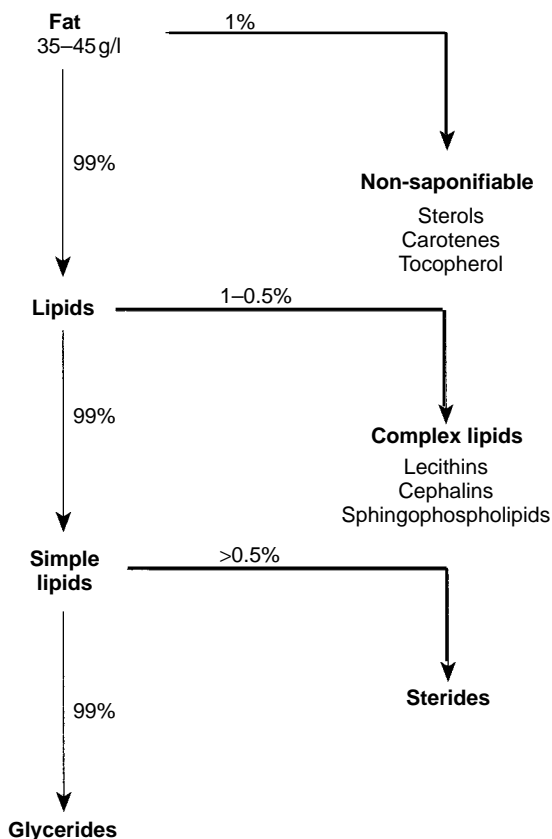 Fat
35–45 g/l
1%
99%
Non-saponifiable
Sterols
Carotenes
Tocopherol
Lipids
1–0.5%
99%
Complex lipids
Lecithins
Cephalins
Sphingophospholipids
Simple
lipids
>0.5%
99%
Sterides
Glycerides